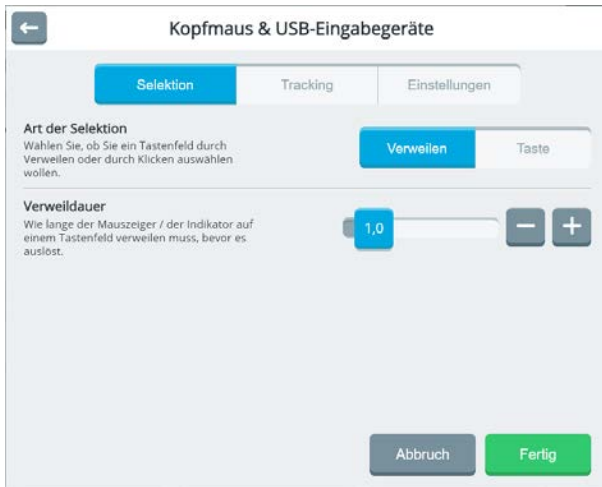 Kopfmaus & USB-Eingabegeräte
Selektion Tracking Einstellungen
Art der Selektion
Wählen Sie, ob Sie ein Tastenfeld durch
Verweilen oder durch Klicken auswählen
wollen.
Verweilen Taste
Verweildauer
Wie lange der Mauszeiger / der Indikator auf
einem Tastenfeld verweilen muss, bevor es
auslöst.
1,0
Abbruch Fertig